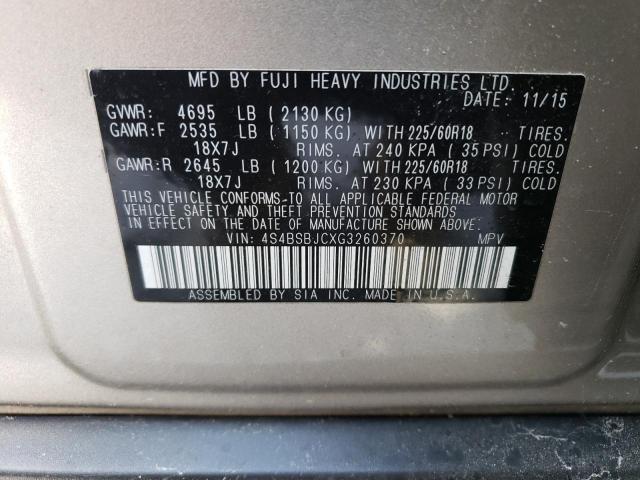 MFD BY FUJI HEAVY INDUSTRIES LTD.
DATE: 11/15
GVWR: 4695 LB (2130 KG)
GAWR:F 2535 LB (1150 KG) WITH 225/60R18 TIRES.
18X7J RIMS. AT 240 KPA (35 PSI) COLD
GAWR:R 2645 LB (1200 KG) WITH 225/60R18 TIRES.
18X7J RIMS. AT 230 KPA (33 PSI) COLD
THIS VEHICLE CONFORMS TO ALL APPLICABLE FEDERAL MOTOR
VEHICLE SAFETY AND THEFT PREVENTION STANDARDS
IN EFFECT ON THE DATE OF MANUFACTURE SHOWN ABOVE.
VIN: 4S4BSBJCXG3260370 MPV
ASSEMBLED BY SIA INC. MADE IN U.S.A.